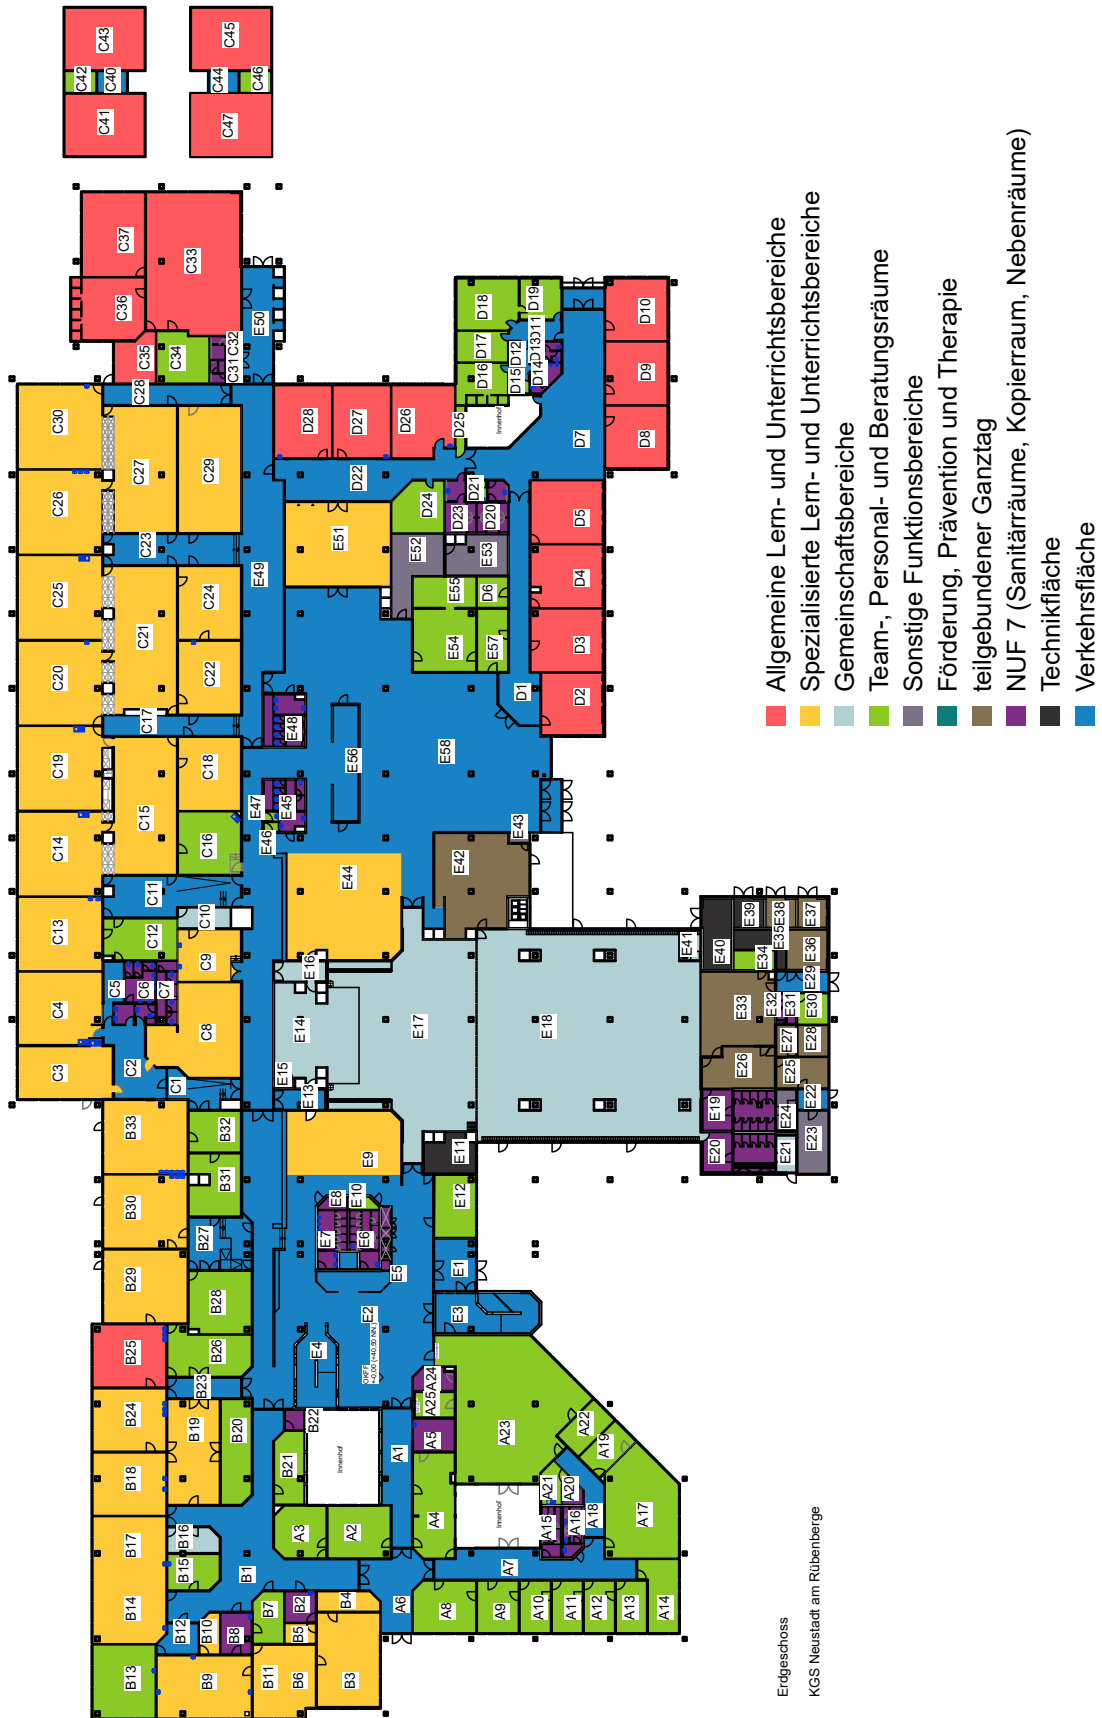 C43
C42
C40
C41
C45
C44
C46
C47
C37
C36
C33
C35
C34
C32
C31
E50
C28
C30
C27
C29
C26
C23
C25
C21
C24
C20
C22
C17
C19
C15
C18
C14
C16
C11
C10
C13
C12
C9
C5
C6
C7
C4
C8
C3
C2
C1
D28
D27
D26
D22
D25
Innenhof
D18
D19
D17
D16
D15
D12
D11
D13
D14
D7
D10
D9
D8
D24
D21
D23
D20
D5
D4
D3
D2
D6
D1
E49
E51
E52
E53
E55
E54
E57
E48
E56
E58
E47
E45
E46
E44
E43
E42
E16
E14
E15
E13
E17
E18
E41
E40
E39
E38
E37
E35
E36
E34
E33
E32
E31
E29
E30
E27
E28
E26
E25
E22
E19
E24
E23
E20
E21
E9
E11
E12
E8
E10
E7
E6
E5
E1
E2
E3
E4
OKFF
+-0,00 (+40,50 NN.)
B33
B32
B31
B30
B27
B29
B28
B25
B26
B23
B24
B19
B20
B22
B21
Innenhof
B18
B17
B16
B15
B14
B1
B12
B10
B8
B7
B2
B4
B5
B13
B9
B11
B6
B3
A24
A25
A5
A1
A23
A22
A19
A21
A20
A3
A2
A4
Innenhof
A15
A16
A18
A17
A7
A6
A8
A9
A10
A11
A12
A13
A14
Allgemeine Lern- und Unterrichtsbereiche
Spezialisierte Lern- und Unterrichtsbereiche
Gemeinschaftsbereiche
Team-, Personal- und Beratungsräume
Sonstige Funktionsbereiche
Förderung, Prävention und Therapie
teilgebundener Ganztag
NUF 7 (Sanitärräume, Kopierraum, Nebenräume)
Technikfläche
Verkehrsfläche
Erdgeschoss
KGS Neustadt am Rübenberge